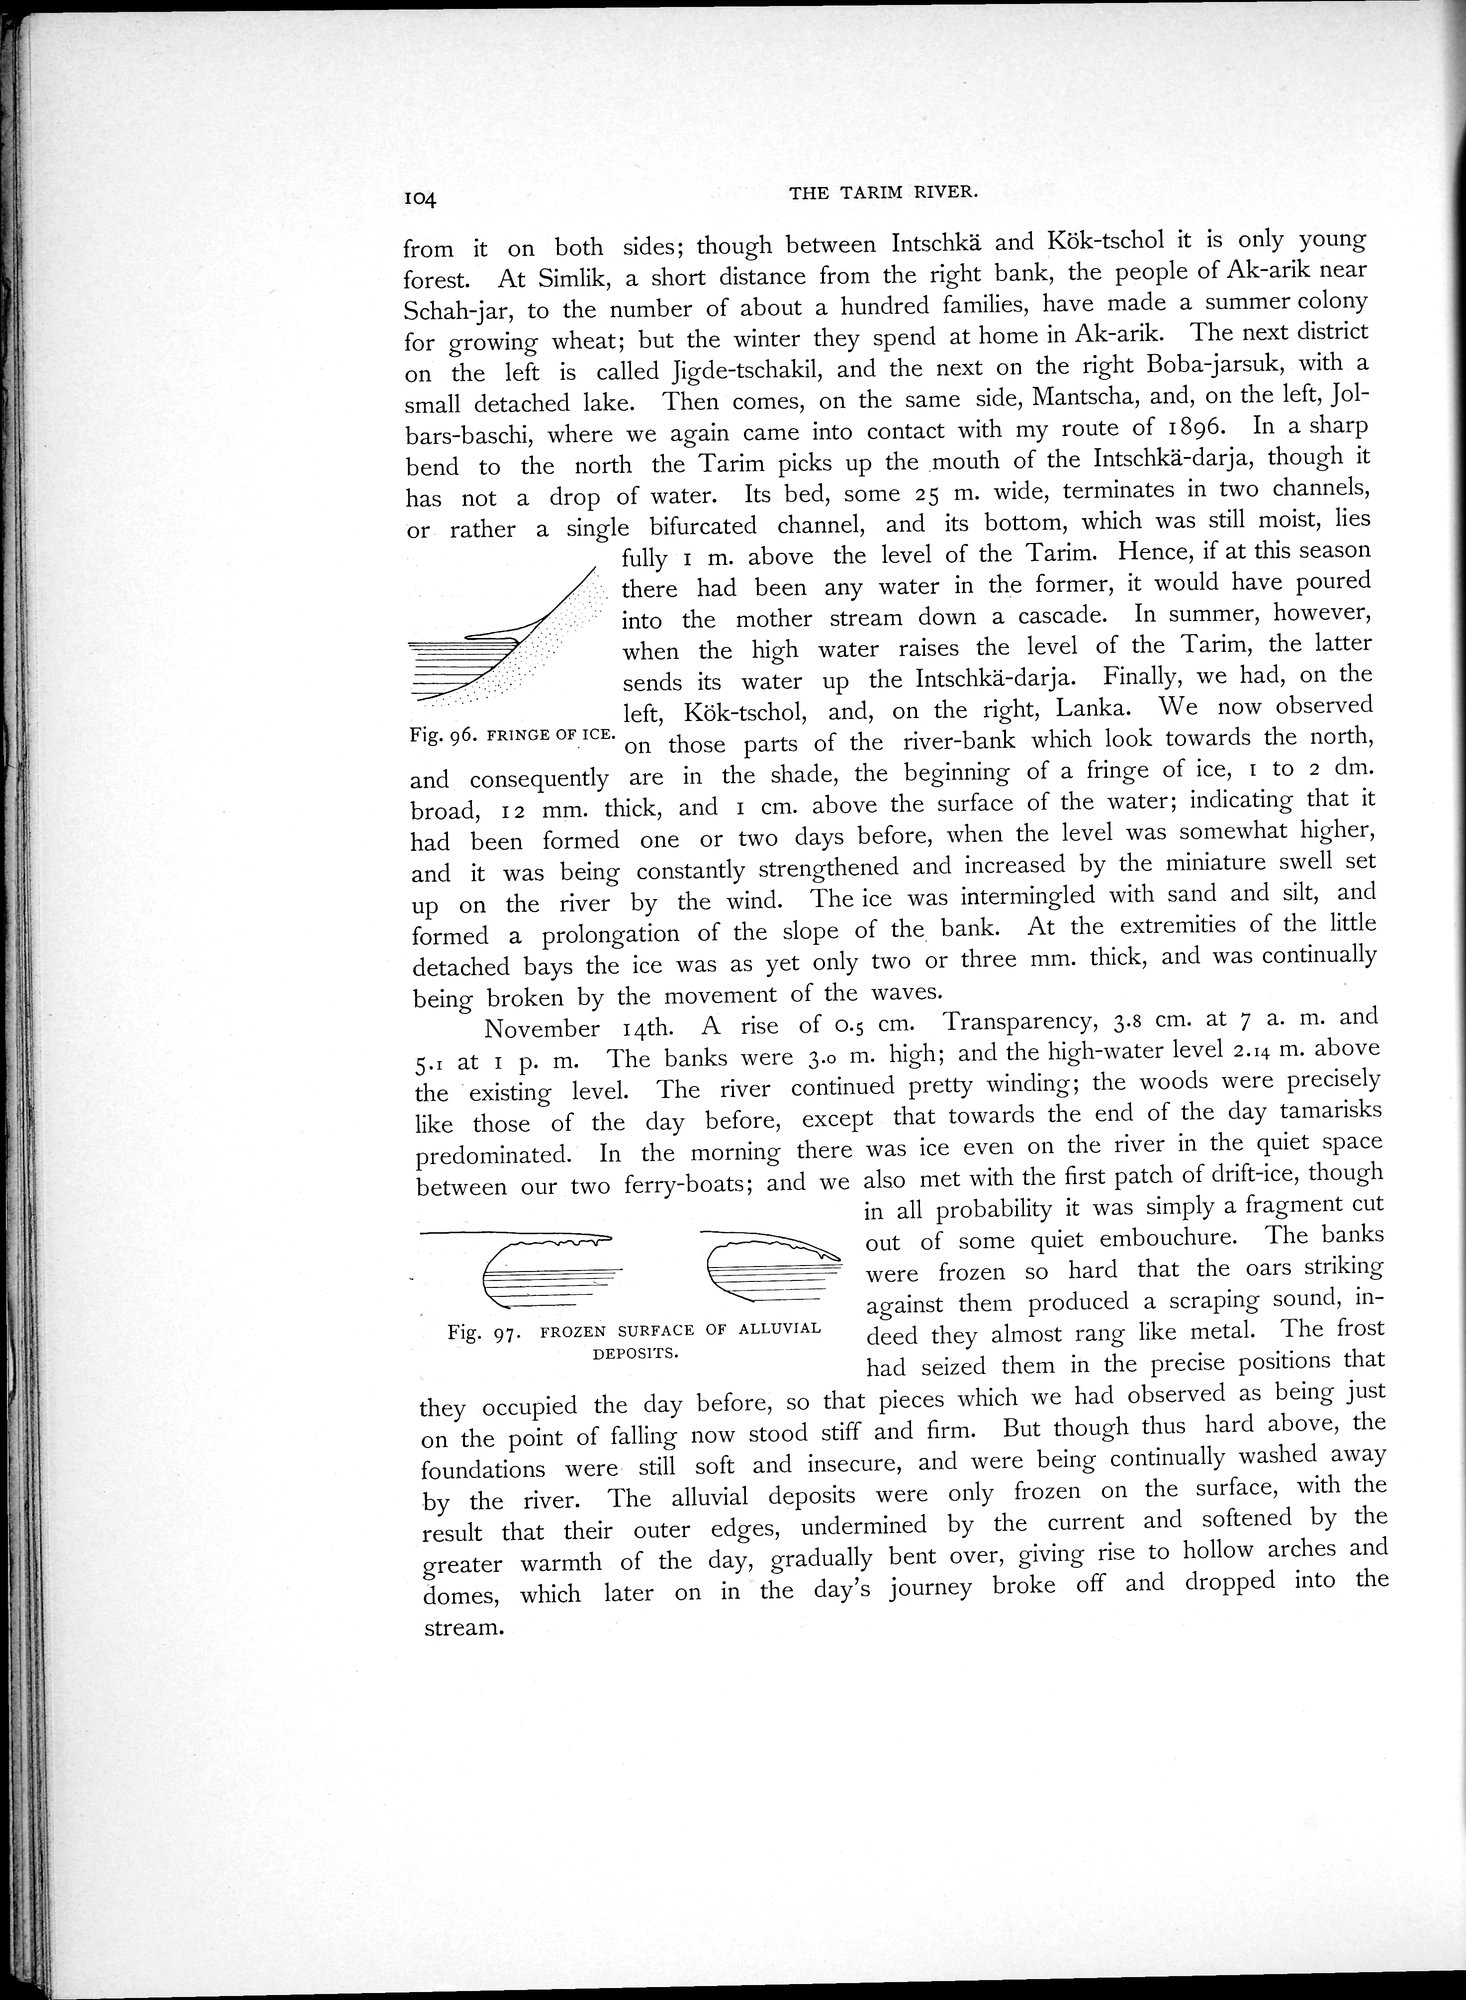 104
THE TARIM RIVER.
from it on both sides; though between Intschkä and Kök-tschol it is only young
forest. At Simlik, a short distance from the right bank, the people of Ak-arik near
Schah-jar, to the number of about a hundred families, have made a summer colony
for growing wheat; but the winter they spend at home in Ak-arik. The next district
on the left is called Jigde-tschakil, and the next on the right Boba-jarsuk, with a
small detached lake. Then comes, on the same side, Mantscha, and, on the left, Jol-
bars-baschi, where we again came into contact with my route of 1896. In a sharp
bend to the north the Tarim picks up the mouth of the Intschkä-darja, though it
has not a drop of water. Its bed, some 25 m. wide, terminates in two channels,
or rather a single bifurcated channel, and its bottom, which was still moist, lies
fully 1 m. above the level of the Tarim. Hence, if at this season
there had been any water in the former, it would have poured
into the mother stream down a cascade. In summer, however,
when the high water raises the level of the Tarim, the latter
sends its water up the Intschkä-darja. Finally, we had, on the
left, Kök-tschol, and, on the right, Lanka. We now observed
Fig. 96. FRINGE OF ICE.
on those parts of the river-bank which look towards the north,
and consequently are in the shade, the beginning of a fringe of ice, 1 to 2 dm.
broad, 12 mm. thick, and 1 cm. above the surface of the water; indicating that it
had been formed one or two days before, when the level was somewhat higher,
and it was being constantly strengthened and increased by the miniature swell set
up on the river by the wind. The ice was intermingled with sand and silt, and
formed a prolongation of the slope of the bank. At the extremities of the little
detached bays the ice was as yet only two or three mm. thick, and was continually
being broken by the movement of the waves.
November 14th. A rise of 0.5 cm. Transparency, 3.8 cm. at 7 a. m. and
5.1 at 1 p. m. The banks were 3.0 m. high; and the high-water level 2.14 m. above
the existing level. The river continued pretty winding; the woods were precisely
like those of the day before, except that towards the end of the day tamarisks
predominated. In the morning there was ice even on the river in the quiet space
between our two ferry-boats; and we also met with the first patch of drift-ice, though
in all probability it was simply a fragment cut
out of some quiet embouchure. The banks
were frozen so hard that the oars striking
against them produced a scraping sound, in-
deed they almost rang like metal. The frost
had seized them in the precise positions that
Fig. 97. FROZEN SURFACE OF ALLUVIAL
DEPOSITS.
they occupied the day before, so that pieces which we had observed as being just
on the point of falling now stood stiff and firm. But though thus hard above, the
foundations were still soft and insecure, and were being continually washed away
by the river. The alluvial deposits were only frozen on the surface, with the
result that their outer edges, undermined by the current and softened by the
greater warmth of the day, gradually bent over, giving rise to hollow arches and
domes, which later on in the day's journey broke off and dropped into the
stream.